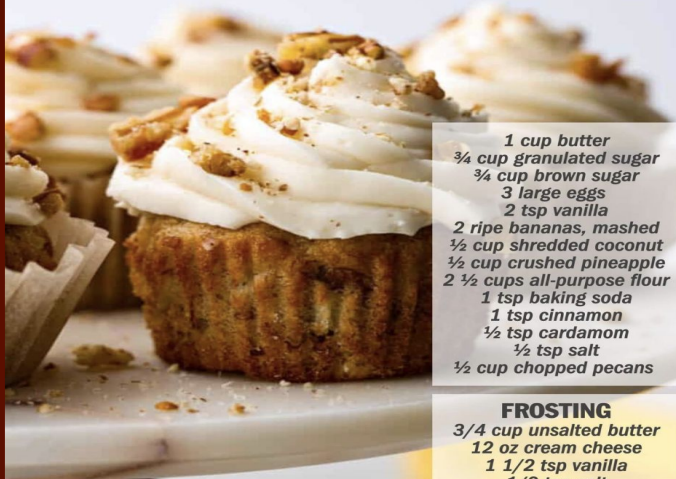 1 cup butter
¾ cup granulated sugar
¾ cup brown sugar
3 large eggs
2 tsp vanilla
2 ripe bananas, mashed
½ cup shredded coconut
½ cup crushed pineapple
2 ½ cups all-purpose flour
1 tsp baking soda
1 tsp cinnamon
½ tsp cardamom
½ tsp salt
½ cup chopped pecans
FROSTING
3/4 cup unsalted butter
12 oz cream cheese
1 1/2 tsp vanilla